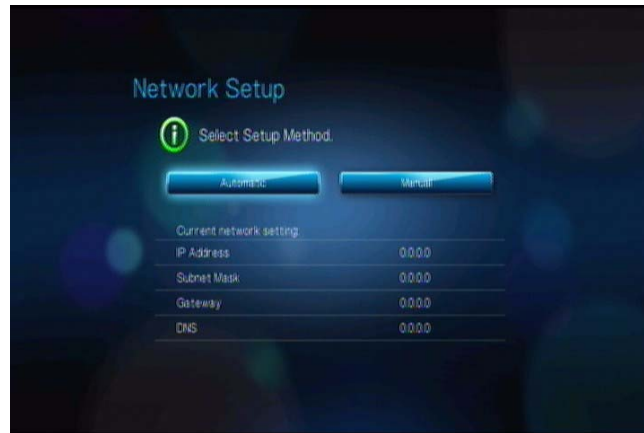 Network Setup
Select Setup Method.
Automatic Manual
Current network setting:
IP Address 0.0.0.0
Subnet Mask 0.0.0.0
Gateway 0.0.0.0
DNS 0.0.0.0